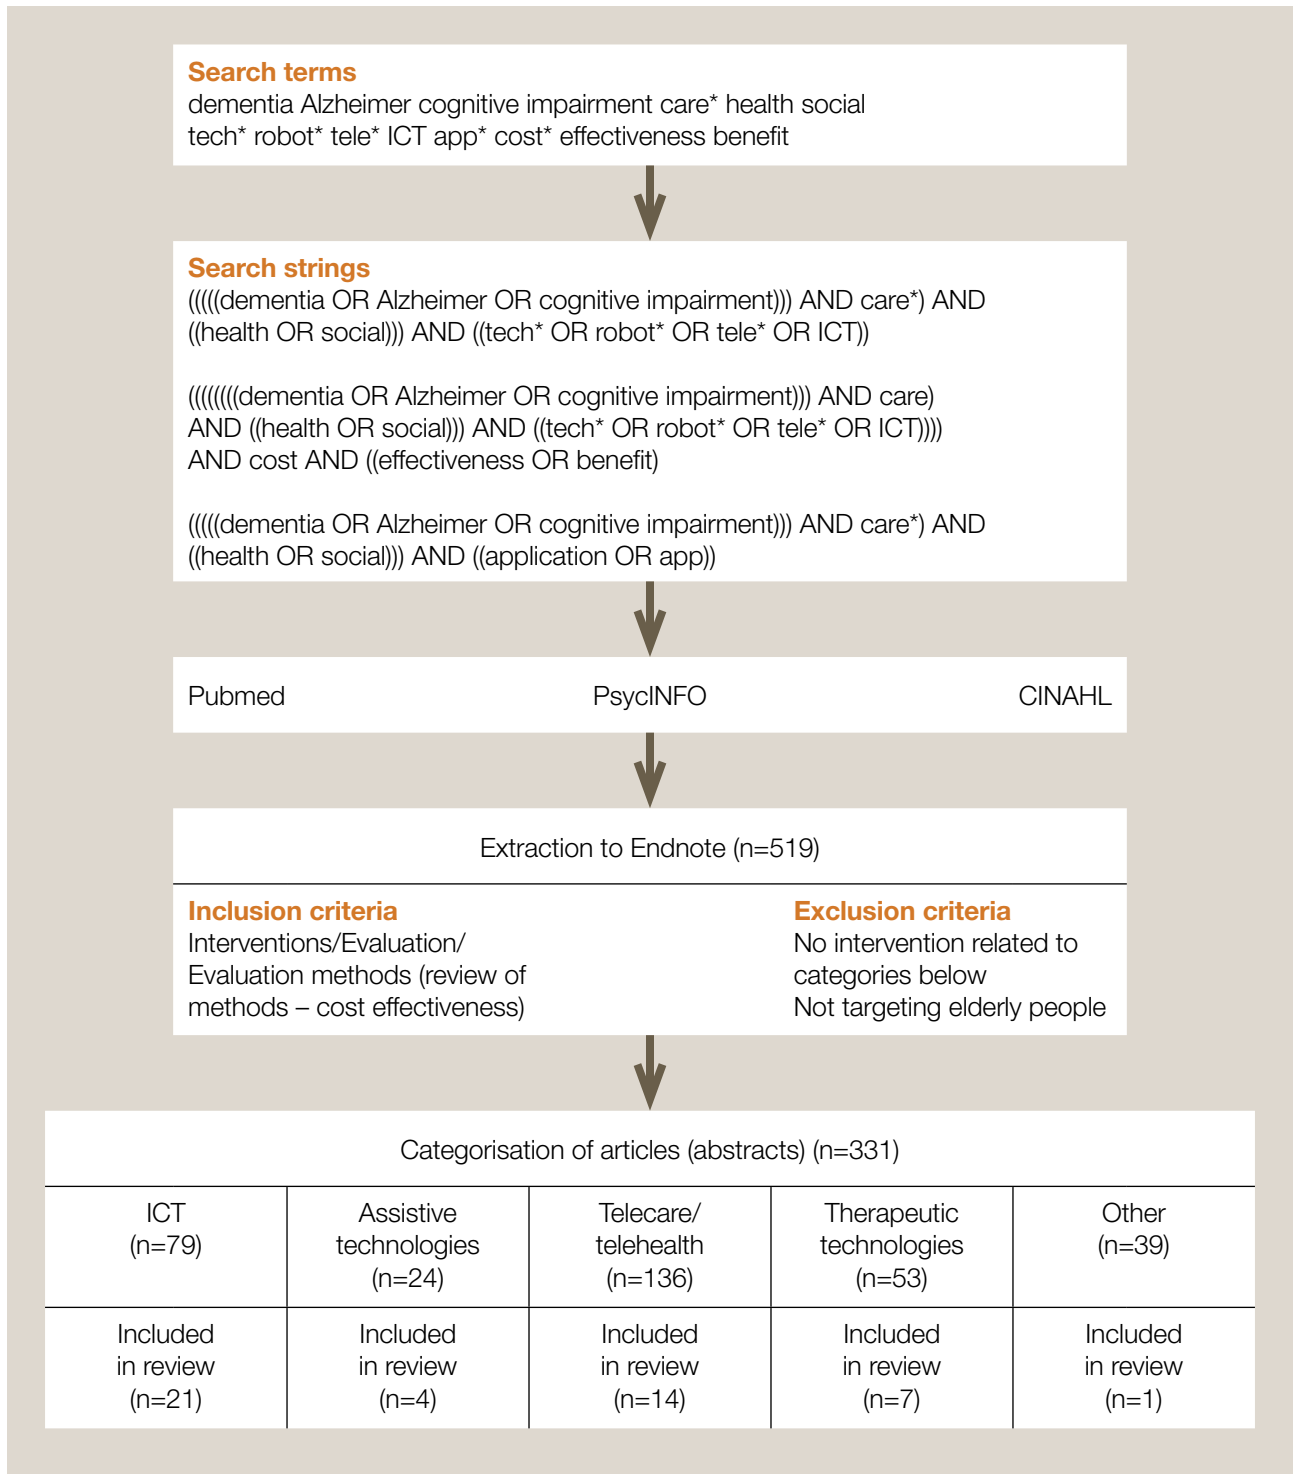 Search terms
dementia Alzheimer cognitive impairment care* health social
tech* robot* tele* ICT app* cost* effectiveness benefit
Search strings
(((((dementia OR Alzheimer OR cognitive impairment))) AND care*) AND
((health OR social))) AND ((tech* OR robot* OR tele* OR ICT))
((((((((dementia OR Alzheimer OR cognitive impairment))) AND care)
AND ((health OR social))) AND ((tech* OR robot* OR tele* OR ICT))))
AND cost AND ((effectiveness OR benefit)
(((((dementia OR Alzheimer OR cognitive impairment))) AND care*) AND
((health OR social))) AND ((application OR app))
Pubmed PsycINFO CINAHL
Extraction to Endnote (n=519)
Inclusion criteria
Interventions/Evaluation/
Evaluation methods (review of
methods – cost effectiveness)
Exclusion criteria
No intervention related to
categories below
Not targeting elderly people
Categorisation of articles (abstracts) (n=331)
ICT
(n=79)
Assistive
technologies
(n=24)
Telecare/
telehealth
(n=136)
Therapeutic
technologies
(n=53)
Other
(n=39)
Included
in review
(n=21)
Included
in review
(n=4)
Included
in review
(n=14)
Included
in review
(n=7)
Included
in review
(n=1)